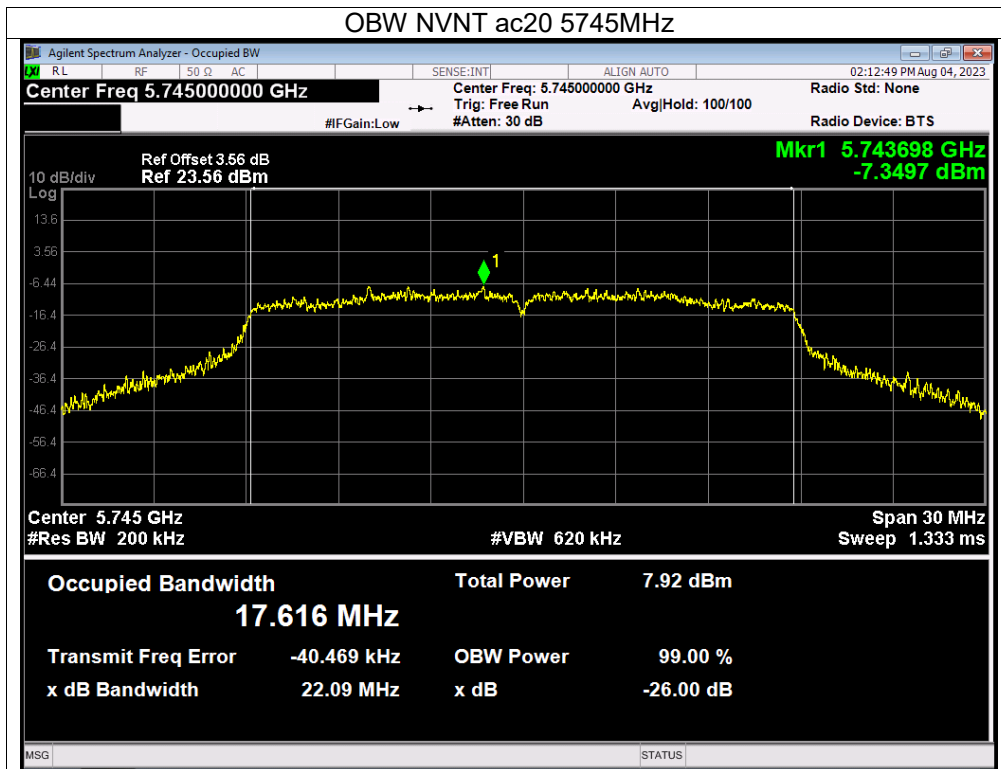 OBW NVNT ac20 5745MHz
Agilent Spectrum Analyzer - Occupied BW
LXI RL RF 50 Ω AC SENSE:INT ALIGN AUTO 02:12:49 PM Aug 04, 2023
Center Freq 5.745000000 GHz Center Freq: 5.745000000 GHz Radio Std: None
Trig: Free Run Avg|Hold: 100/100
#IFGain:Low #Atten: 30 dB Radio Device: BTS
Mkr1 5.743698 GHz
-7.3497 dBm
Ref Offset 3.56 dB
10 dB/div Ref 23.56 dBm
Log
13.6
3.56
1
-6.44
-16.4
-26.4
-36.4
-46.4
-56.4
-66.4
Center 5.745 GHz Span 30 MHz
#Res BW 200 kHz #VBW 620 kHz Sweep 1.333 ms
Occupied Bandwidth Total Power 7.92 dBm
17.616 MHz
Transmit Freq Error -40.469 kHz OBW Power 99.00 %
x dB Bandwidth 22.09 MHz x dB -26.00 dB
MSG STATUS